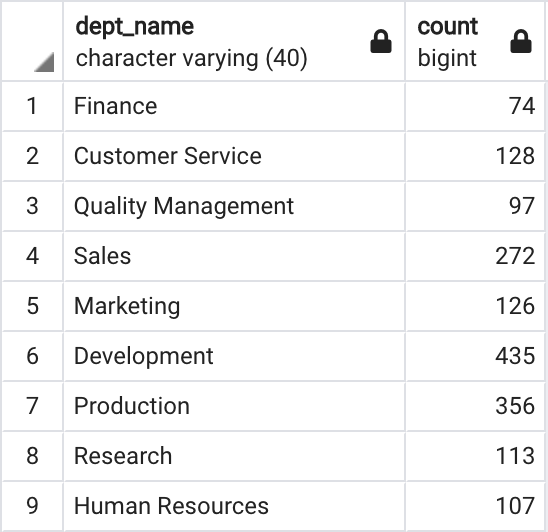 dept_name count
character varying (40) bigint
1 Finance 74
2 Customer Service 128
3 Quality Management 97
4 Sales 272
5 Marketing 126
6 Development 435
7 Production 356
8 Research 113
9 Human Resources 107